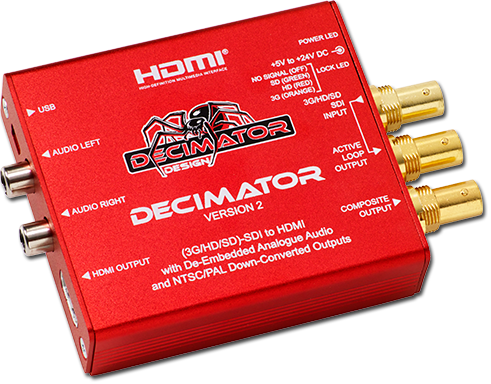 HDMI®
HIGH-DEFINITION MULTIMEDIA INTERFACE
POWER LED
+5V to +24V DC
LOCK LED
NO SIGNAL (OFF)
SD (GREEN)
HD (RED)
3G (ORANGE)
USB
3G/HD/SD
SDI
INPUT
AUDIO LEFT
DECIMATOR
DESIGN
ACTIVE
LOOP
OUTPUT
AUDIO RIGHT
DECIMATOR
VERSION 2
COMPOSITE
OUTPUT
HDMI OUTPUT
(3G/HD/SD)-SDI to HDMI
with De-Embedded Analogue Audio
and NTSC/PAL Down-Converted Outputs